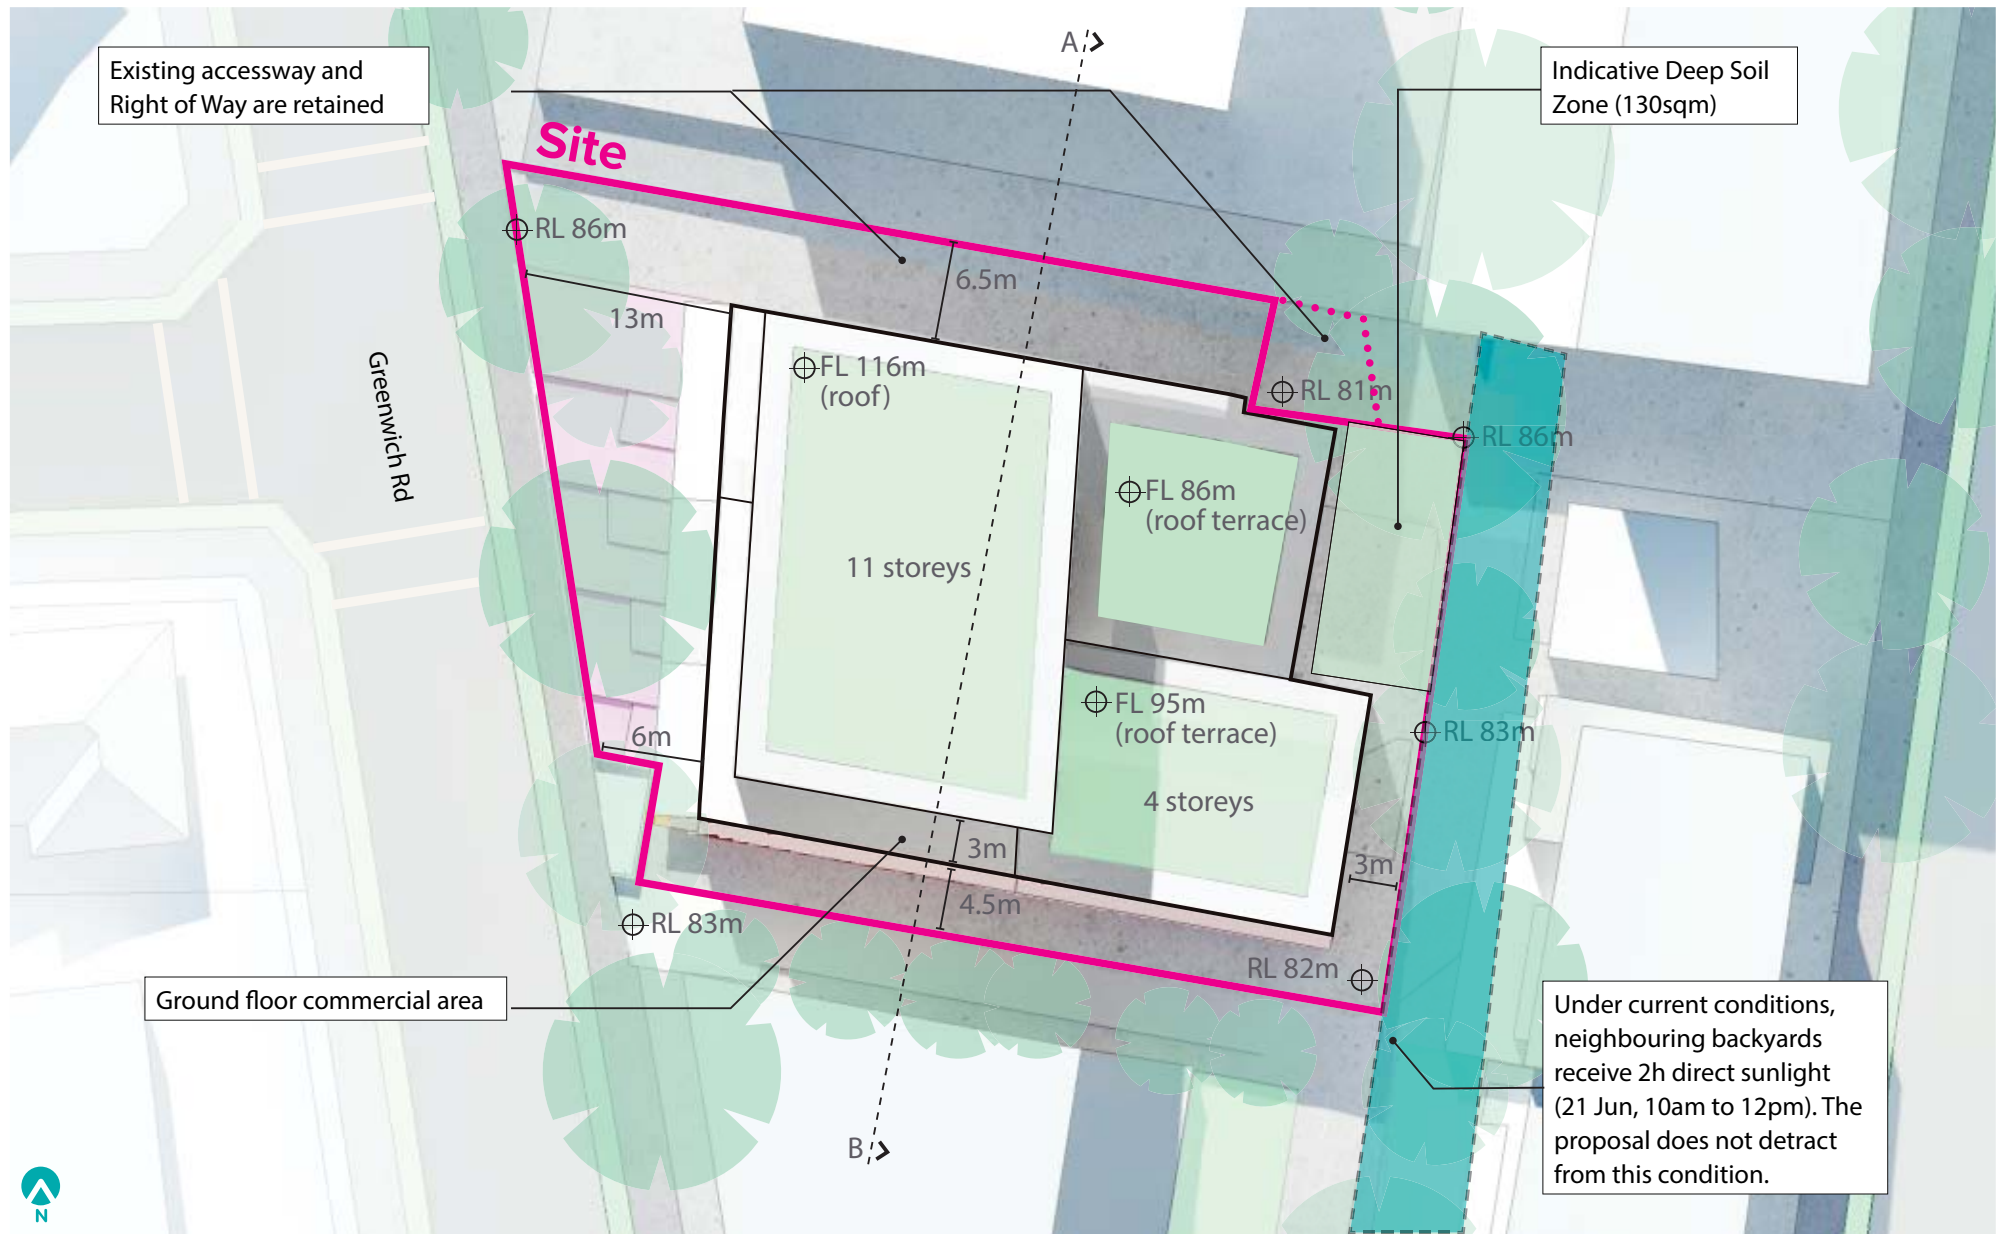 A
Existing accessway and
Right of Way are retained
Indicative Deep Soil
Zone (130sqm)
Site
RL 86m
6.5m
13m
Greenwich Rd
FL 116m
(roof)
RL 81m
RL 86m
FL 86m
(roof terrace)
11 storeys
FL 95m
(roof terrace)
RL 83m
6m
4 storeys
3m
3m
4.5m
RL 83m
RL 82m
Ground floor commercial area
Under current conditions,
neighbouring backyards
receive 2h direct sunlight
(21 Jun, 10am to 12pm). The
proposal does not detract
from this condition.
B
N